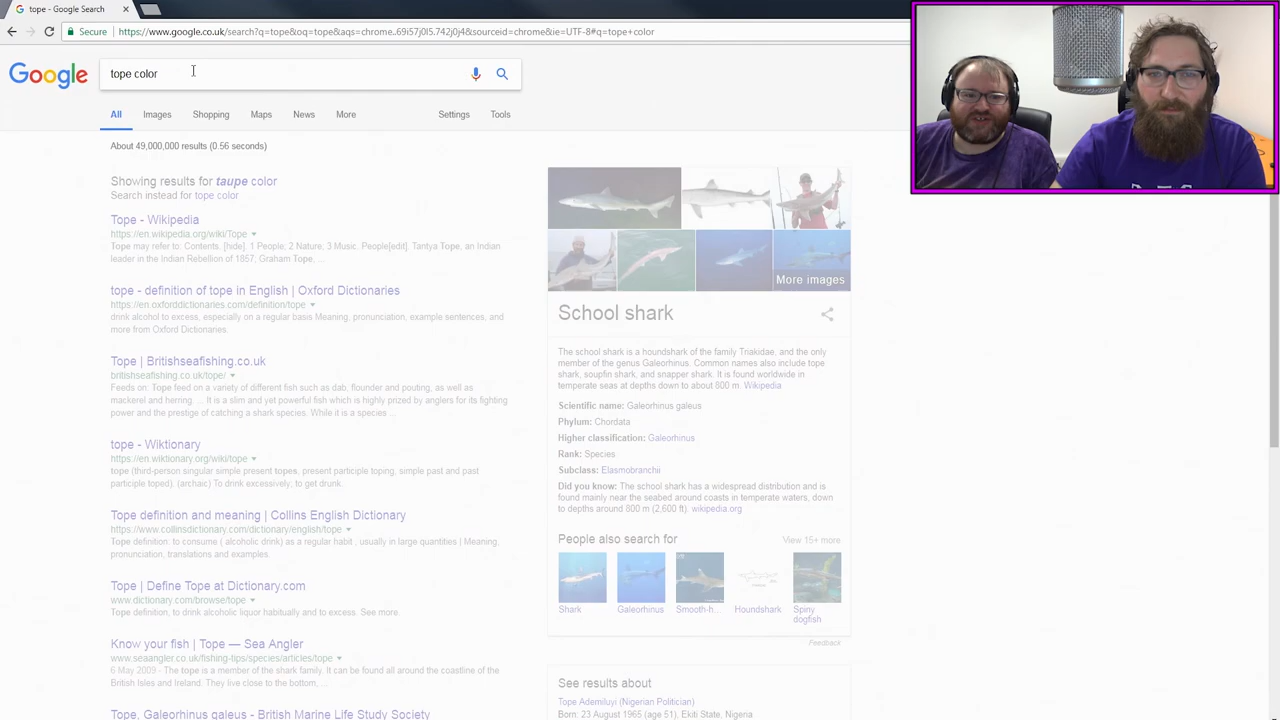 tope - Google Search
Secure https://www.google.co.uk/search?q=tope&oq=tope&aqs=chrome..69i57j0l5.742j0j4&sourceid=chrome&ie=UTF-8#q=tope+color
Google
tope color
All Images Shopping Maps News More Settings Tools
About 49,000,000 results (0.56 seconds)
Showing results for taupe color
Search instead for tope color
Tope - Wikipedia
https://en.wikipedia.org/wiki/Tope
Tope may refer to: Contents. [hide]. 1 People; 2 Nature; 3 Music. People[edit]. Tantya Tope, an Indian
leader in the Indian Rebellion of 1857; Graham Tope, ...
tope - definition of tope in English | Oxford Dictionaries
https://en.oxforddictionaries.com/definition/tope
drink alcohol to excess, especially on a regular basis Meaning, pronunciation, example sentences, and
more from Oxford Dictionaries.
Tope | Britishseafishing.co.uk
britishseafishing.co.uk/tope/
Feeds on: Tope feed on a variety of different fish such as dab, flounder and pouting, as well as
mackerel and herring. ... It is a slim and yet powerful fish which is highly prized by anglers for its fighting
power and the prestige of catching a shark species. While it is a species ...
tope - Wiktionary
https://en.wiktionary.org/wiki/tope
tope (third-person singular simple present topes, present participle toping, simple past and past
participle toped). (archaic) To drink excessively; to get drunk.
Tope definition and meaning | Collins English Dictionary
https://www.collinsdictionary.com/dictionary/english/tope
Tope definition: to consume ( alcoholic drink) as a regular habit , usually in large quantities | Meaning,
pronunciation, translations and examples.
Tope | Define Tope at Dictionary.com
www.dictionary.com/browse/tope
Tope definition, to drink alcoholic liquor habitually and to excess. See more.
Know your fish | Tope — Sea Angler
www.seaangler.co.uk/fishing-tips/species/articles/tope
6 May 2009 - The tope is a member of the shark family. It can be found all around the coastline of the
British Isles and Ireland. They live close to the bottom, ...
Tope, Galeorhinus galeus - British Marine Life Study Society
More images
School shark
The school shark is a houndshark of the family Triakidae, and the only
member of the genus Galeorhinus. Common names also include tope
shark, soupfin shark, and snapper shark. It is found worldwide in
temperate seas at depths down to about 800 m. Wikipedia
Scientific name: Galeorhinus galeus
Phylum: Chordata
Higher classification: Galeorhinus
Rank: Species
Subclass: Elasmobranchii
Did you know: The school shark has a widespread distribution and is
found mainly near the seabed around coasts in temperate waters, down
to depths around 800 m (2,600 ft.) wikipedia.org
People also search for View 15+ more
Shark Galeorhinus Smooth-h... Houndshark Spiny
dogfish
Feedback
See results about
Tope Ademiluyi (Nigerian Politician)
Born: 23 August 1965 (age 51), Ekiti State, Nigeria